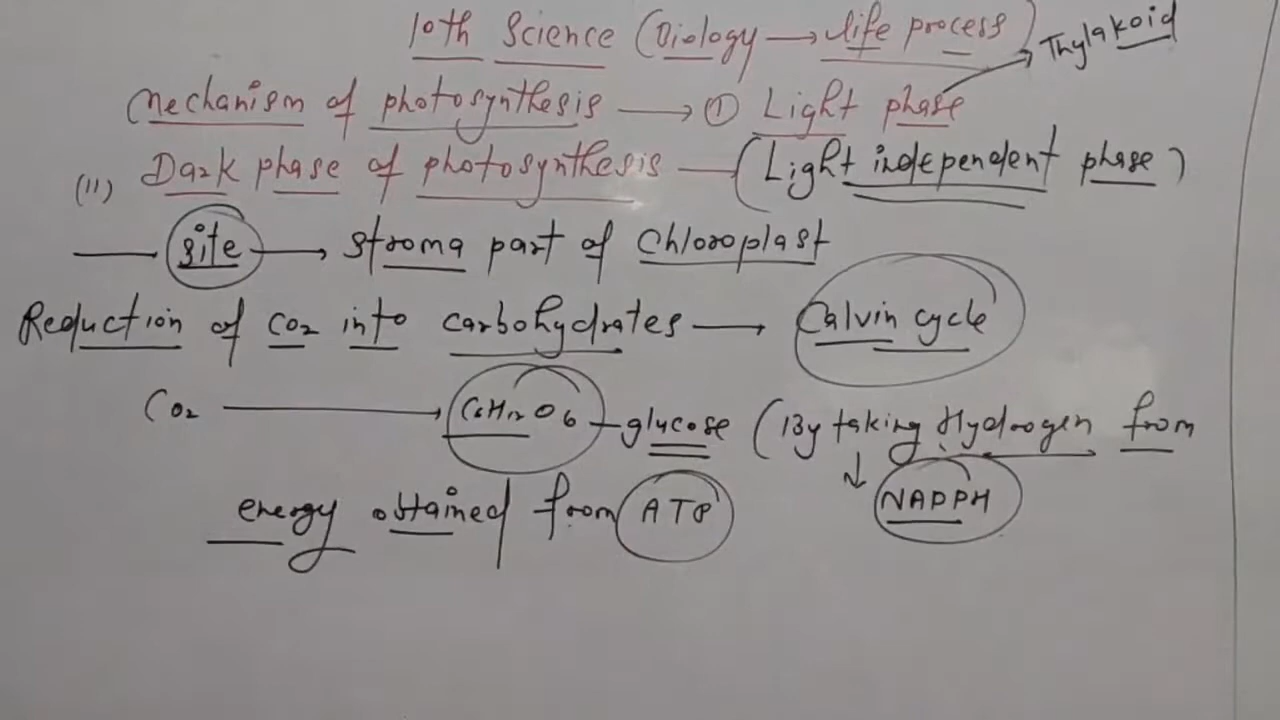 10th Science (Biology → life process)
Thylakoid
Mechanism of photosynthesis → ① Light phase
(11) Dark phase of photosynthesis — (Light independent phase)
— site → stroma part of Chloroplast
Reduction of CO2 into carbohydrates → Calvin cycle
CO2 → C6H12O6 – glucose (By taking Hydrogen from
↓ NADPH
energy obtained from ATP